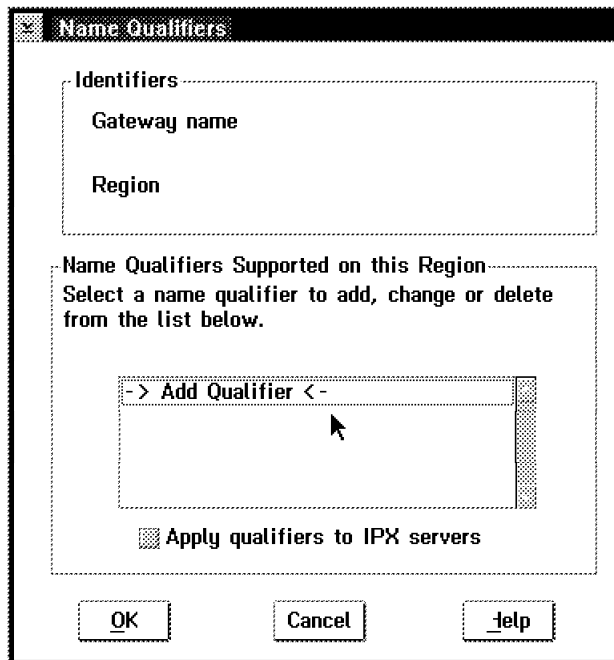 Name Qualifiers
Identifiers
Gateway name
Region
Name Qualifiers Supported on this Region
Select a name qualifier to add, change or delete
from the list below.
-> Add Qualifier <-
Apply qualifiers to IPX servers
OK
Cancel
Help